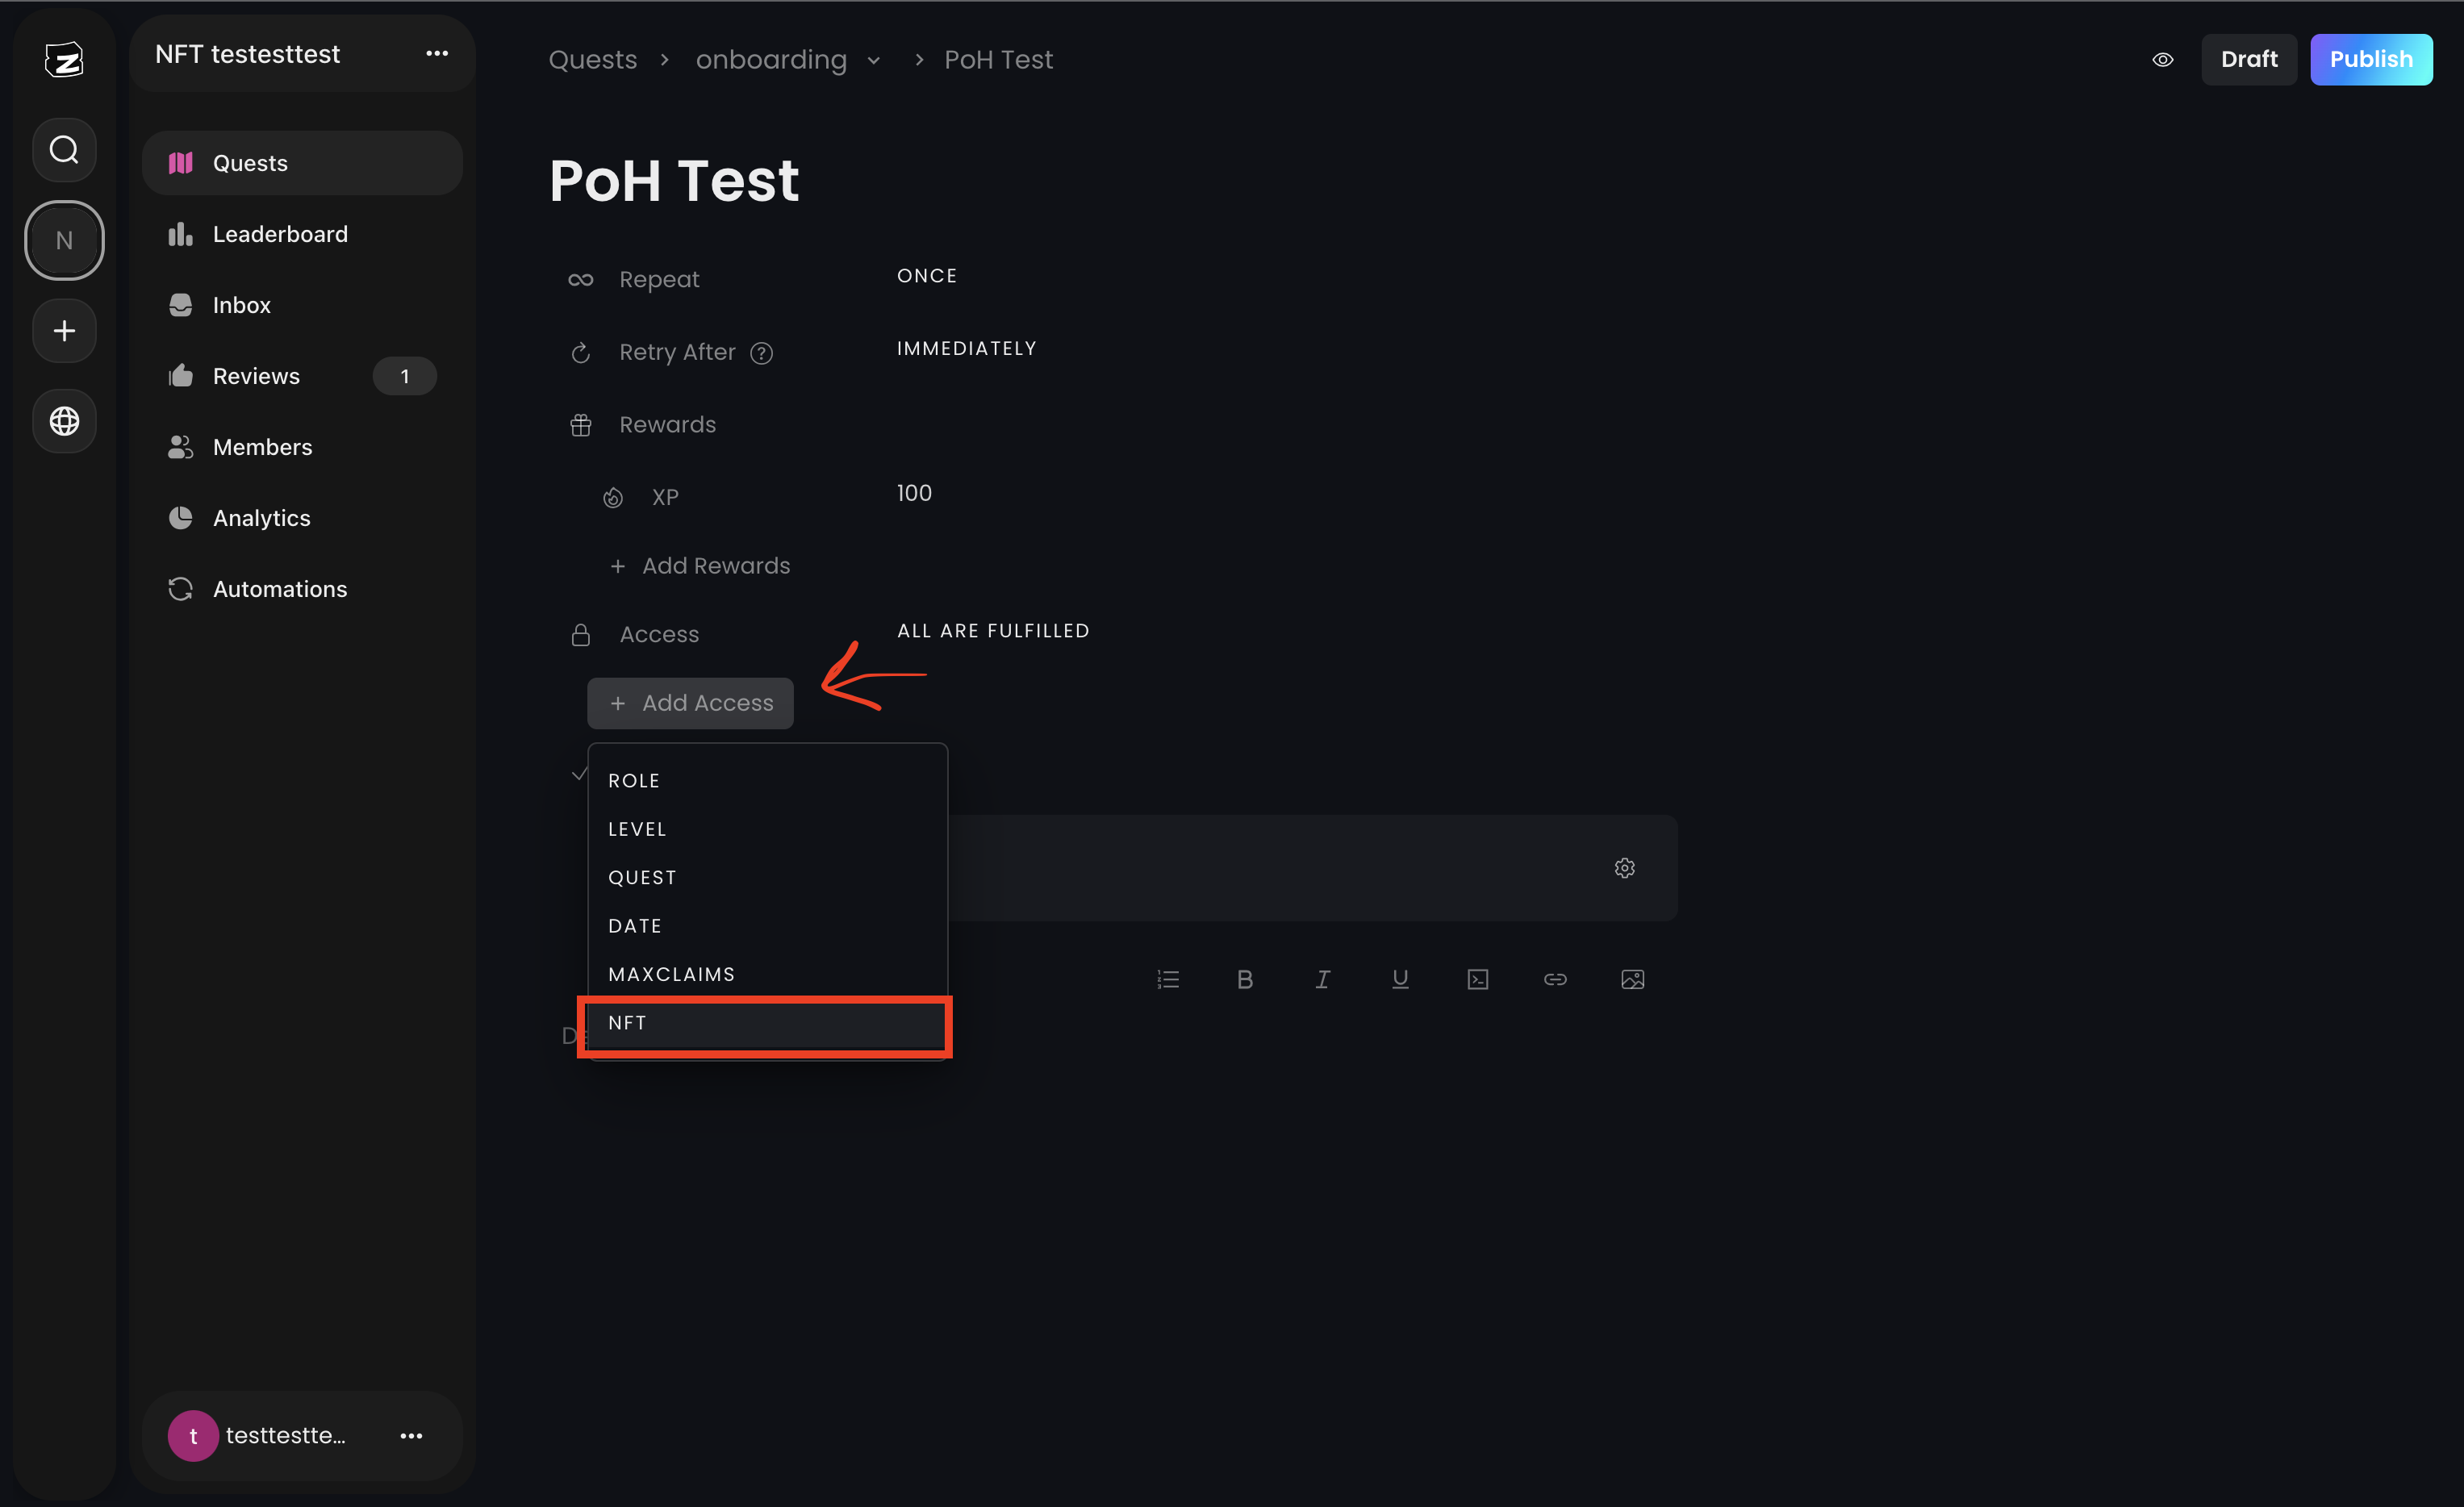 NFT testesttest
N
Quests
Leaderboard
Inbox
Reviews
1
Members
Analytics
Automations
t
testtestte...
Quests > onboarding > PoH Test
Draft
Publish
PoH Test
Repeat
ONCE
Retry After ?
IMMEDIATELY
Rewards
XP
100
+ Add Rewards
Access
ALL ARE FULFILLED
+ Add Access
ROLE
LEVEL
QUEST
DATE
MAXCLAIMS
NFT